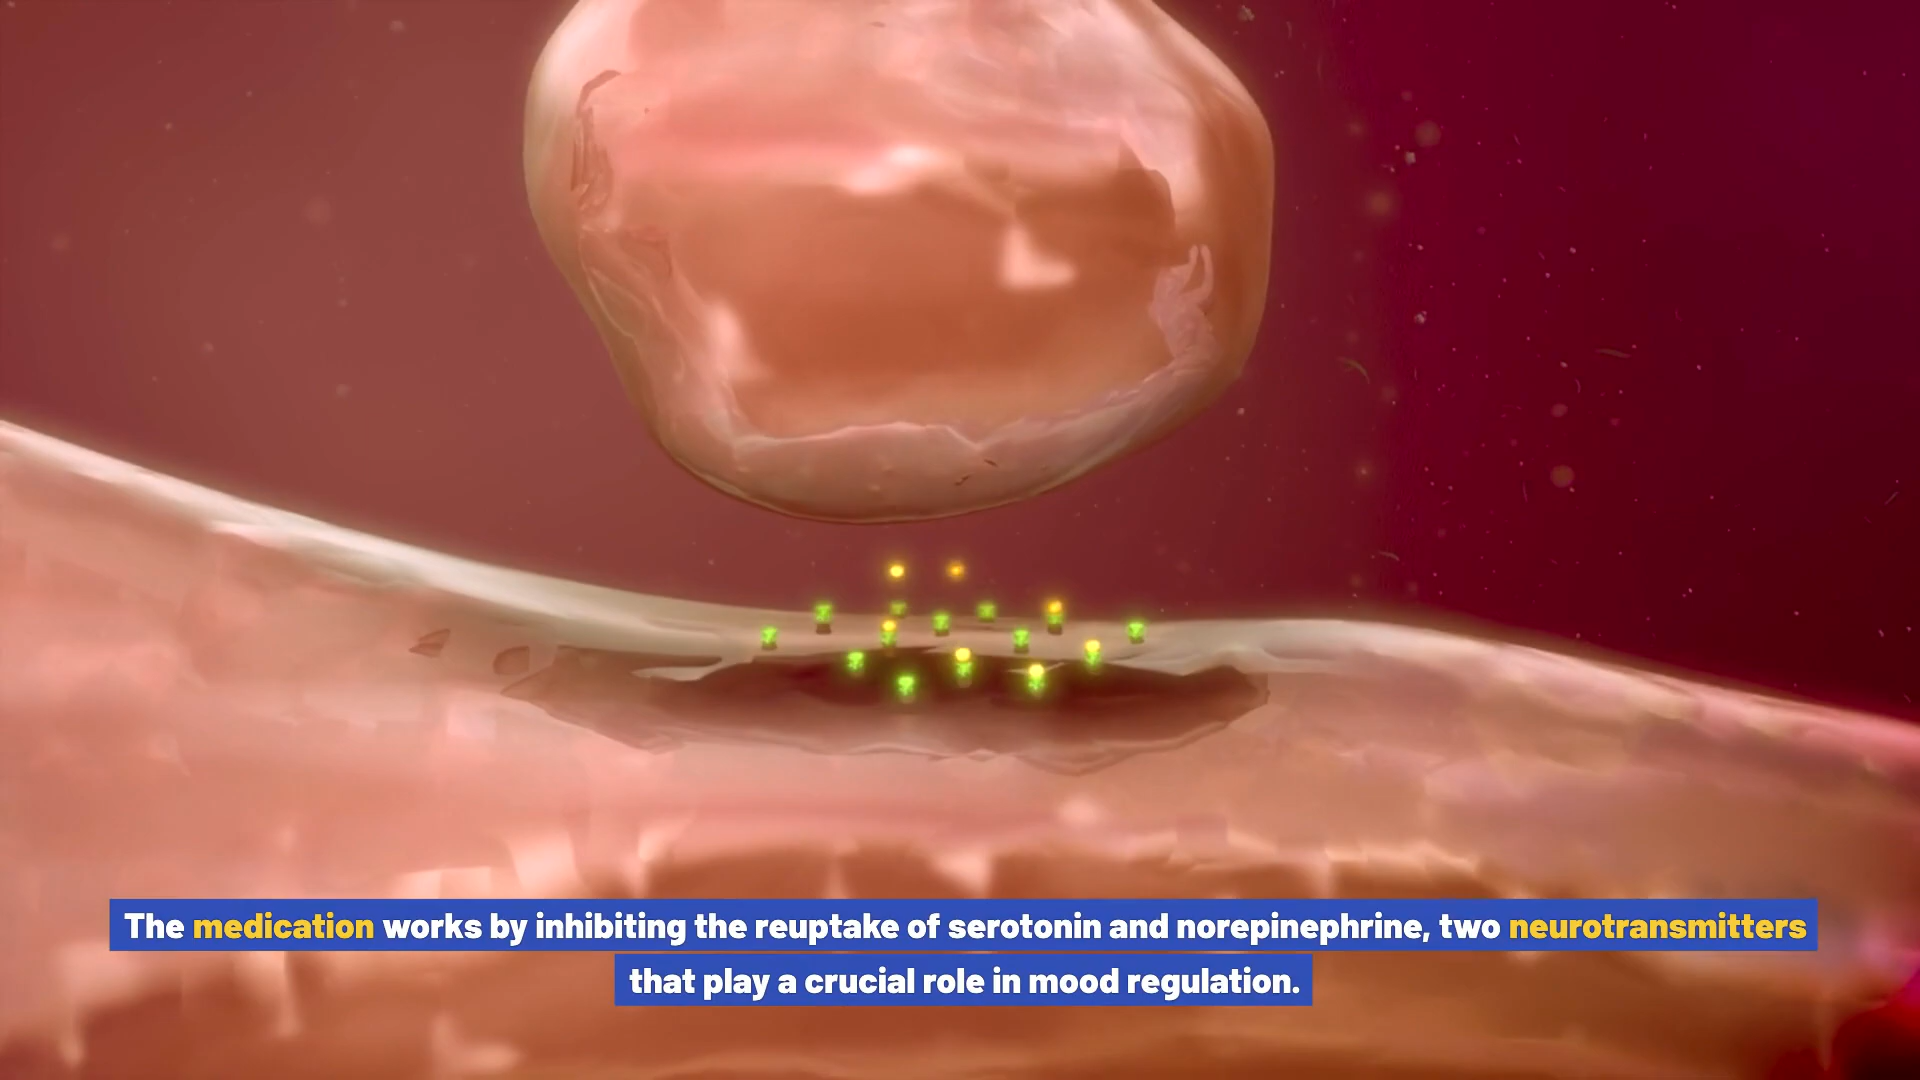 The medication works by inhibiting the reuptake of serotonin and norepinephrine, two neurotransmitters
that play a crucial role in mood regulation.